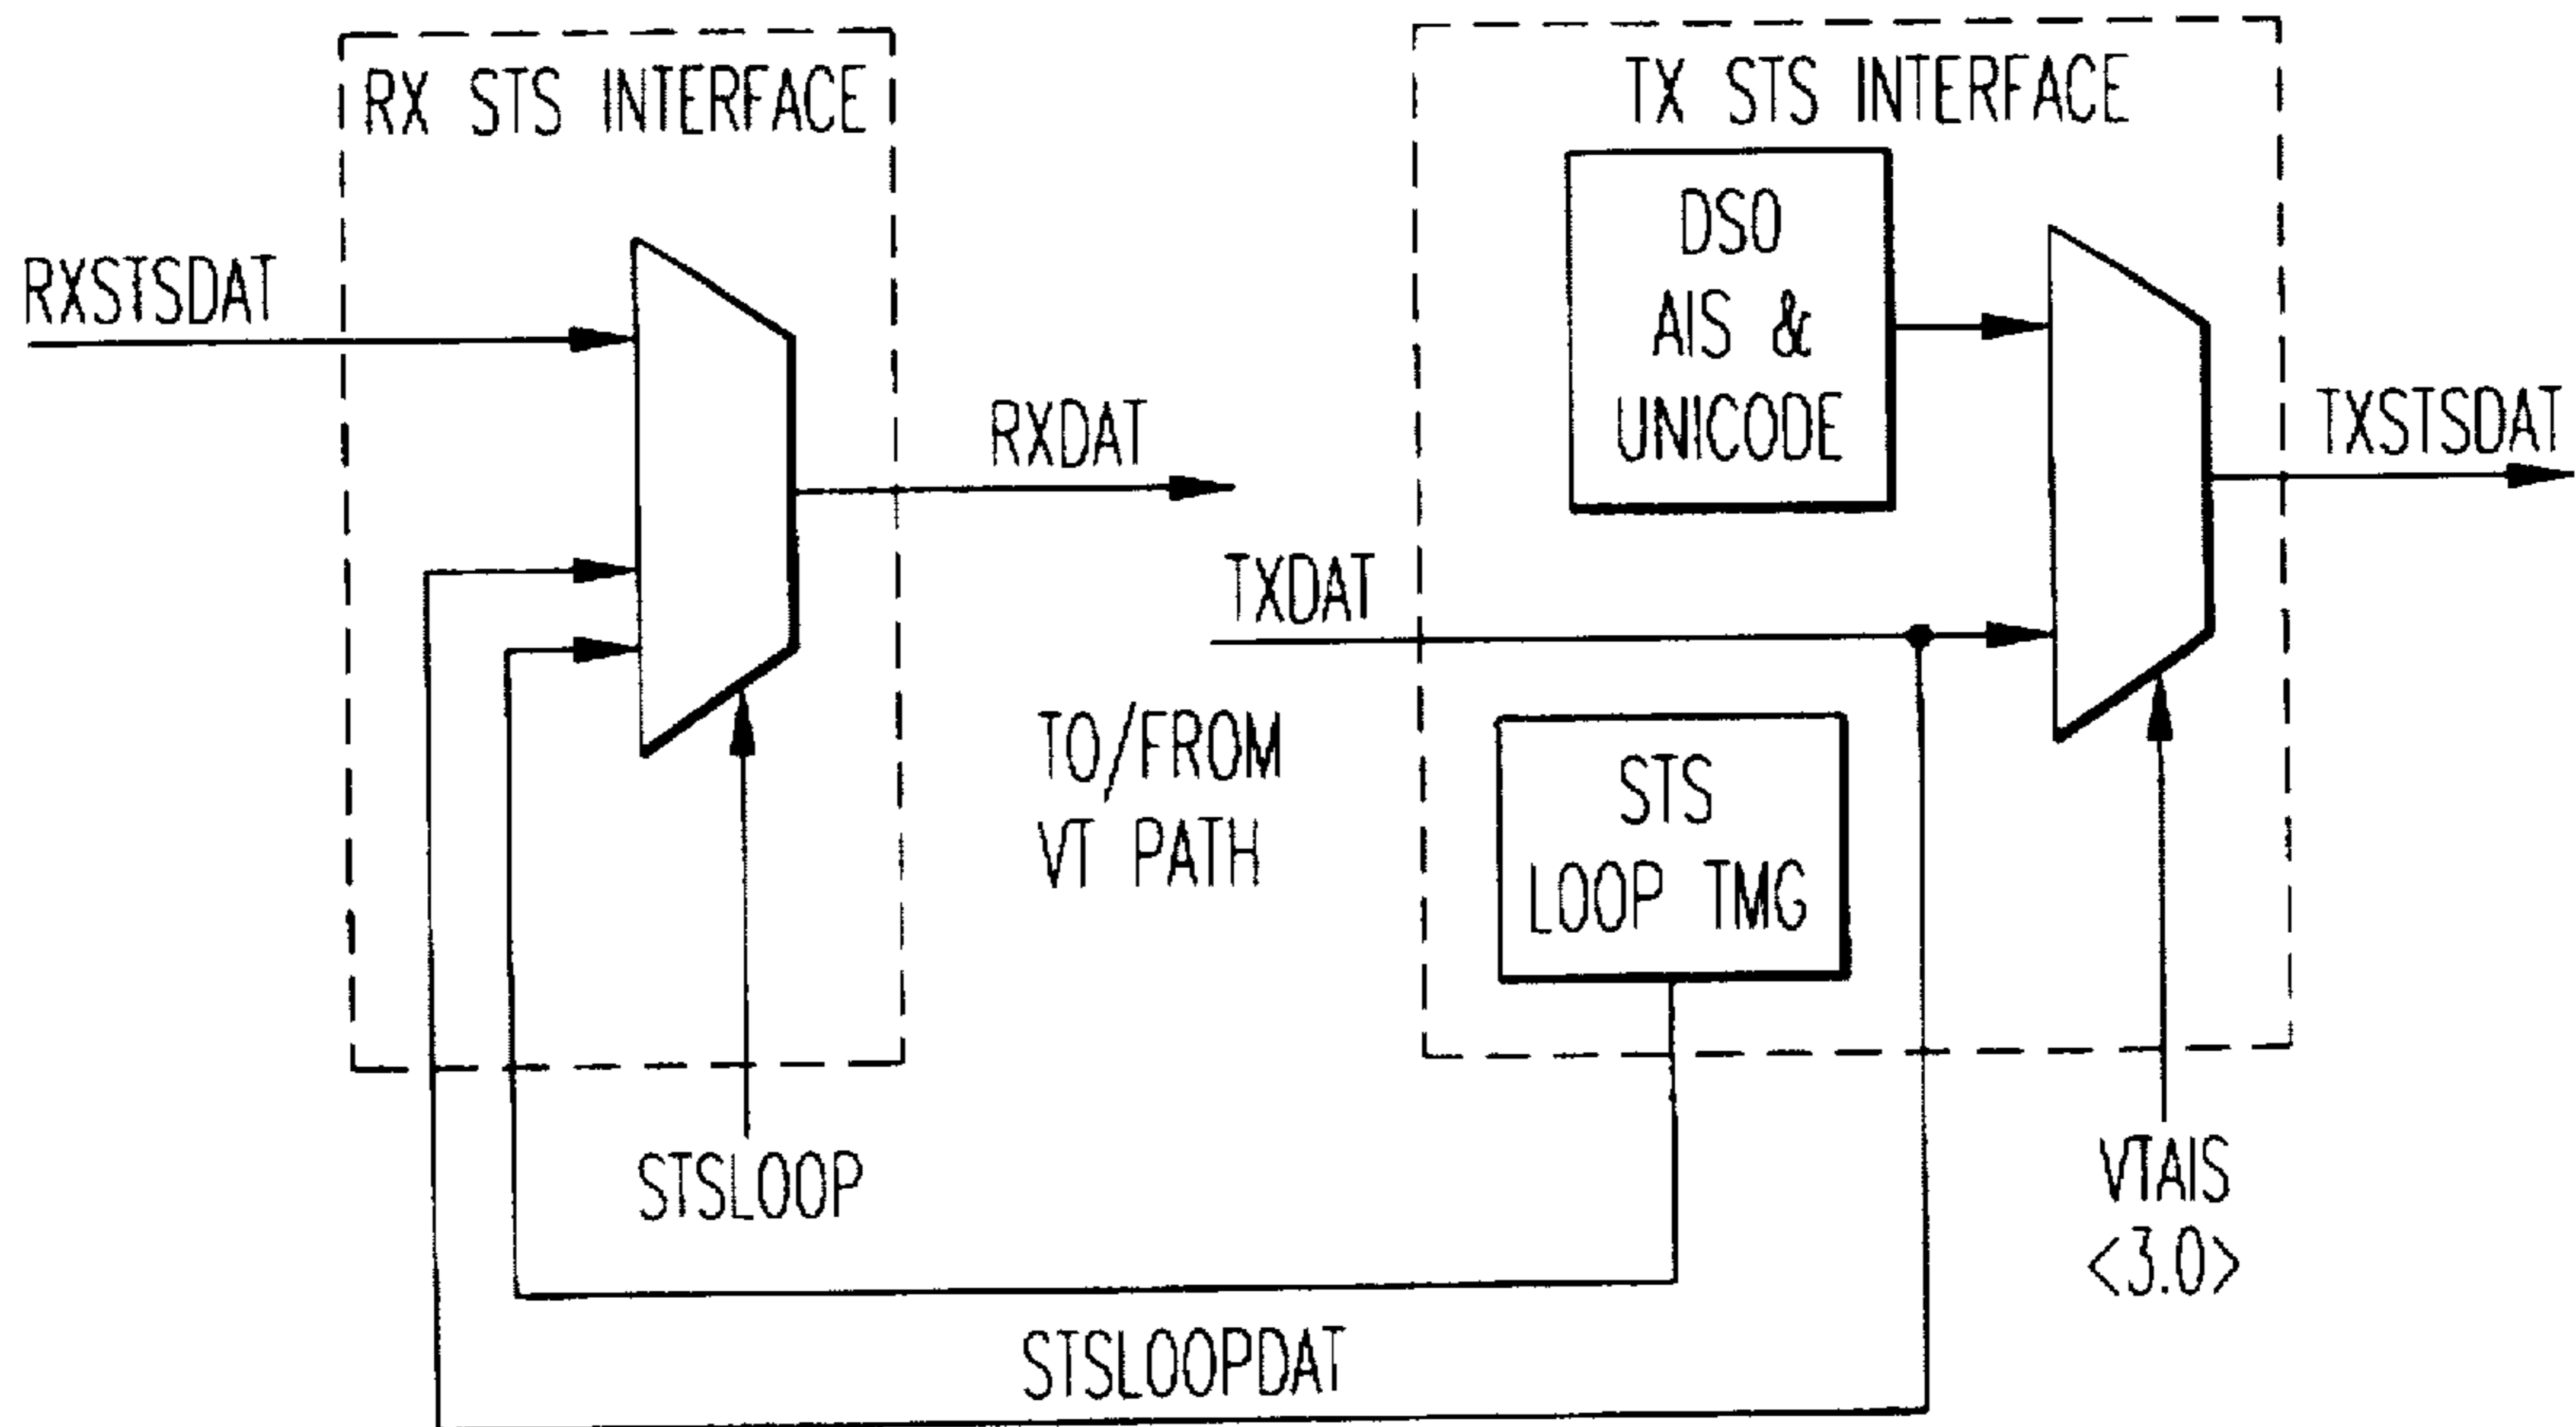 RX STS INTERFACE
RXSTSDAT
RXDAT
STSLOOP
TO/FROM
VT PATH
TX STS INTERFACE
DSO
AIS &
UNICODE
TXDAT
STS
LOOP TMG
TXSTSDAT
VTAIS
<3.0>
STSLOOPDAT